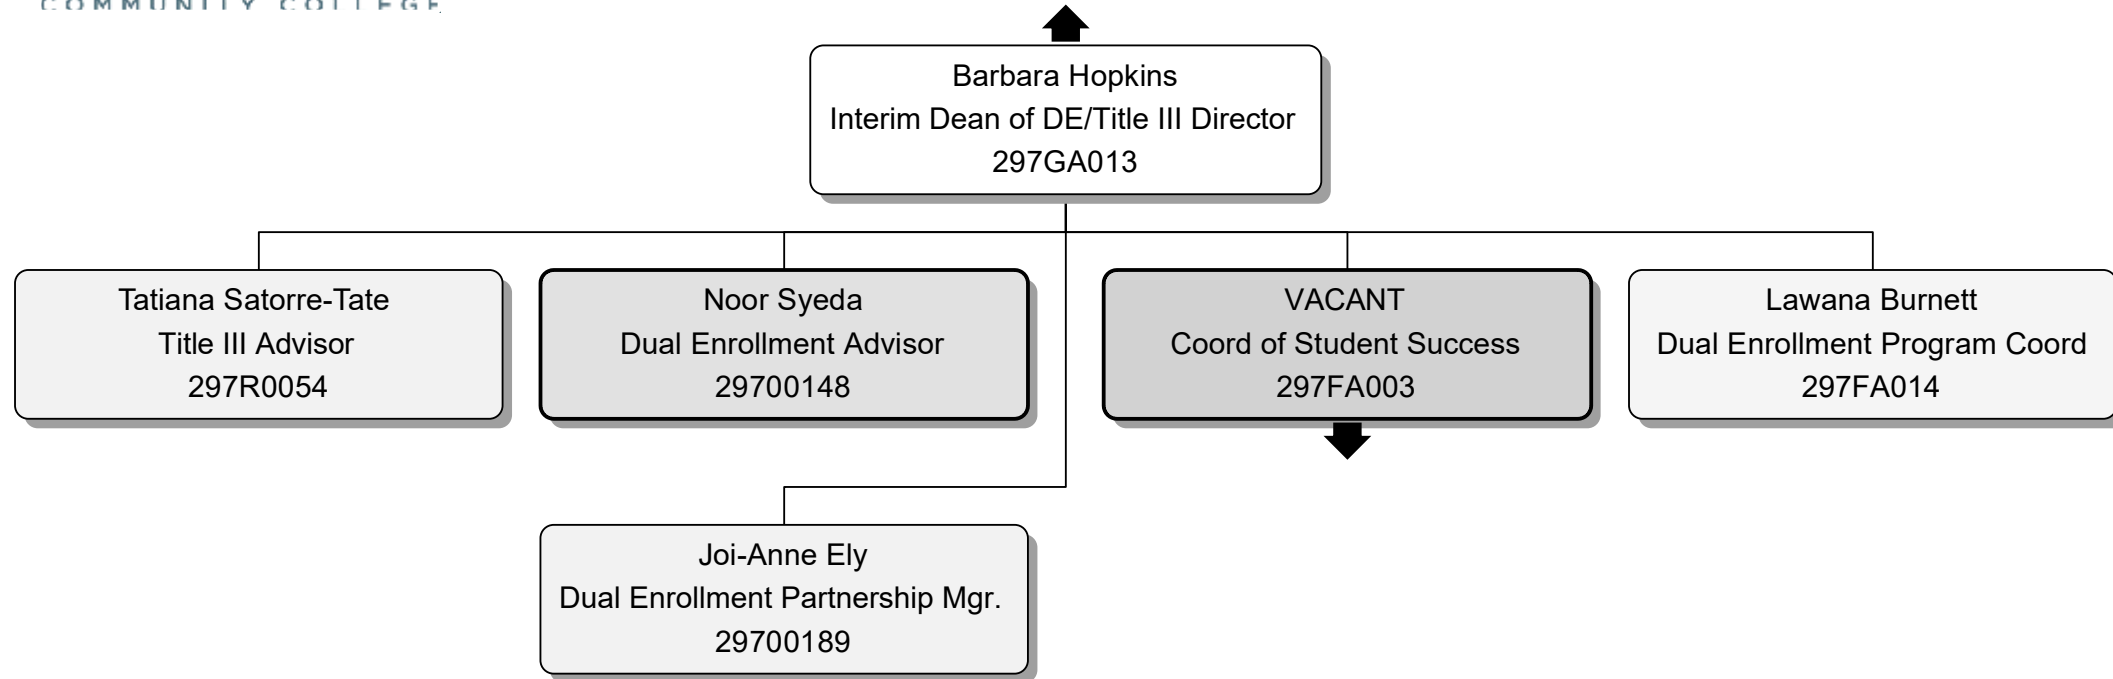 COMMUNITY COLLEGE
Barbara Hopkins
Interim Dean of DE/Title III Director
297GA013
Tatiana Satorre-Tate
Title III Advisor
297R0054
Noor Syeda
Dual Enrollment Advisor
29700148
VACANT
Coord of Student Success
297FA003
Lawana Burnett
Dual Enrollment Program Coord
297FA014
Joi-Anne Ely
Dual Enrollment Partnership Mgr.
29700189